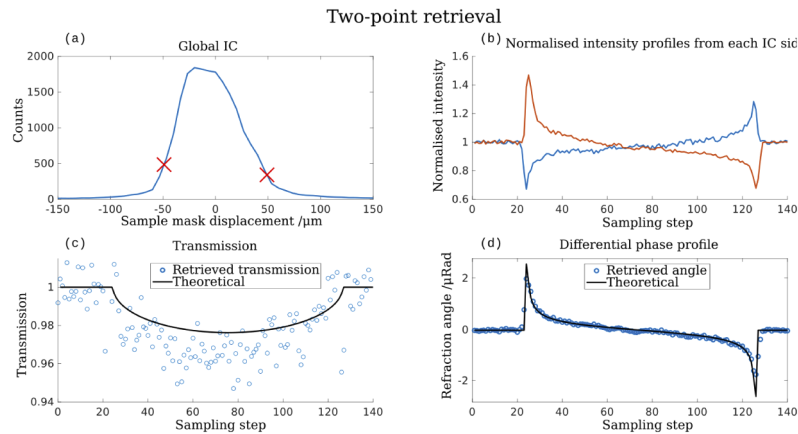 Two-point retrieval
(a)
Global IC
2000
1500
1000
500
0
Counts
-150
-100
-50
0
50
100
150
Sample mask displacement /μm
(b)
Normalised intensity profiles from each IC sid
1.6
1.4
1.2
1
0.8
0.6
Normalised intensity
0
20
40
60
80
100
120
140
Sampling step
(c)
Transmission
Retrieved transmission
Theoretical
1
0.98
0.96
0.94
Transmission
0
20
40
60
80
100
120
140
Sampling step
(d)
Differential phase profile
Retrieved angle
Theoretical
2
0
-2
Refraction angle /μRad
0
20
40
60
80
100
120
140
Sampling step